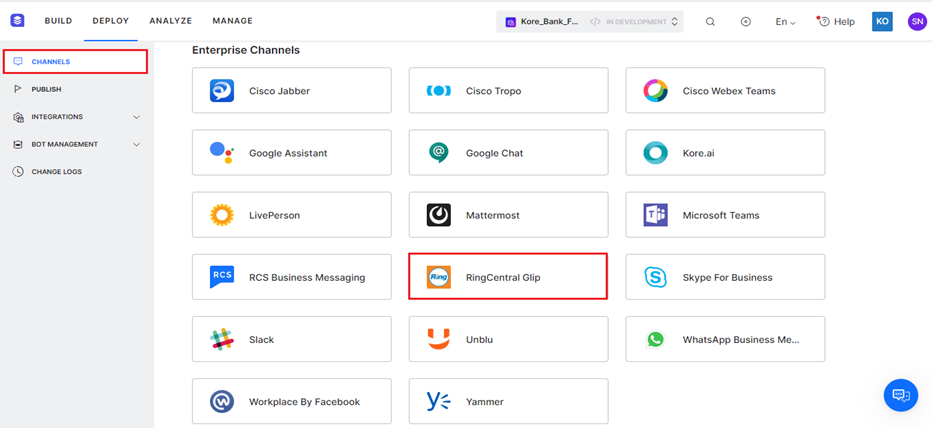 BUILD DEPLOY ANALYZE MANAGE Kore_Bank_F... </> IN DEVELOPMENT En Help KO SN
CHANNELS
PUBLISH
INTEGRATIONS
BOT MANAGEMENT
CHANGE LOGS
Enterprise Channels
Cisco Jabber Cisco Tropo Cisco Webex Teams
Google Assistant Google Chat Kore.ai
LivePerson Mattermost Microsoft Teams
RCS RCS Business Messaging Ring RingCentral Glip Skype For Business
Slack Unblu WhatsApp Business Me...
Workplace By Facebook Yammer